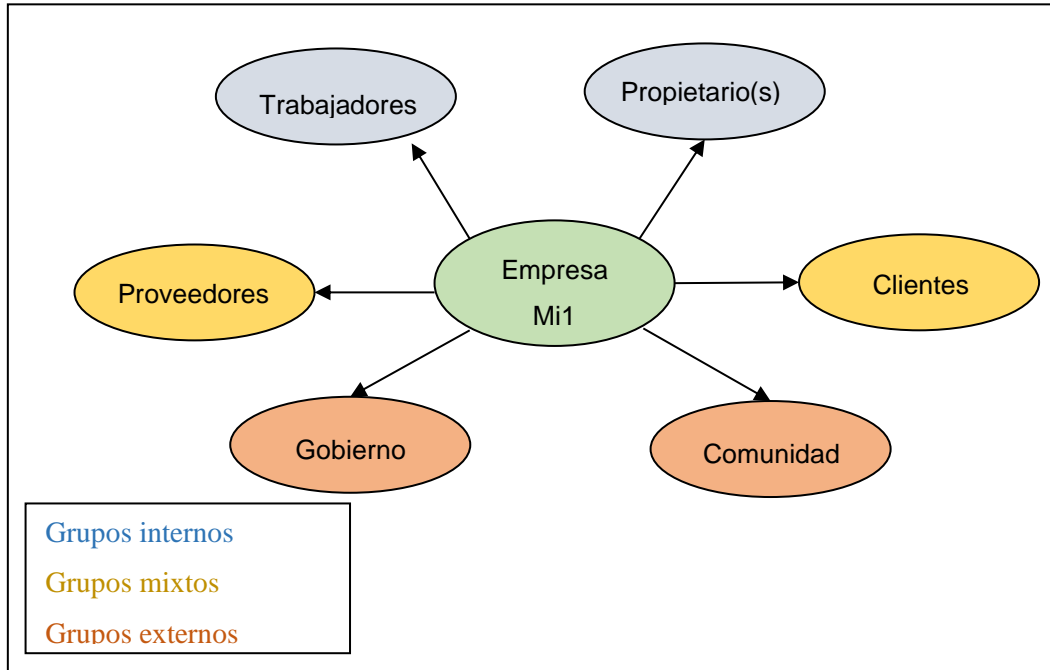 Trabajadores
Propietario(s)
Proveedores
Empresa
Mi1
Clientes
Gobierno
Comunidad
Grupos internos
Grupos mixtos
Grupos externos